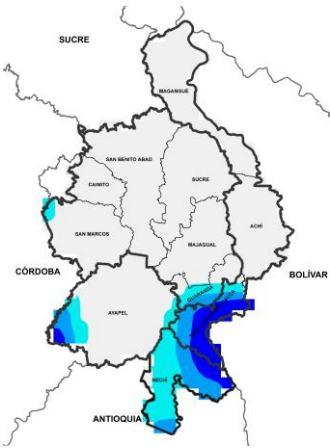 SUCRE
MAGANGUÉ
SAN BENITO ABAD
CAIMITO
SUCRE
SAN MARCOS
MAJAGUAL
ACHÍ
CÓRDOBA
BOLÍVAR
GUARANDA
AYAPEL
NECHÍ
ANTIOQUIA